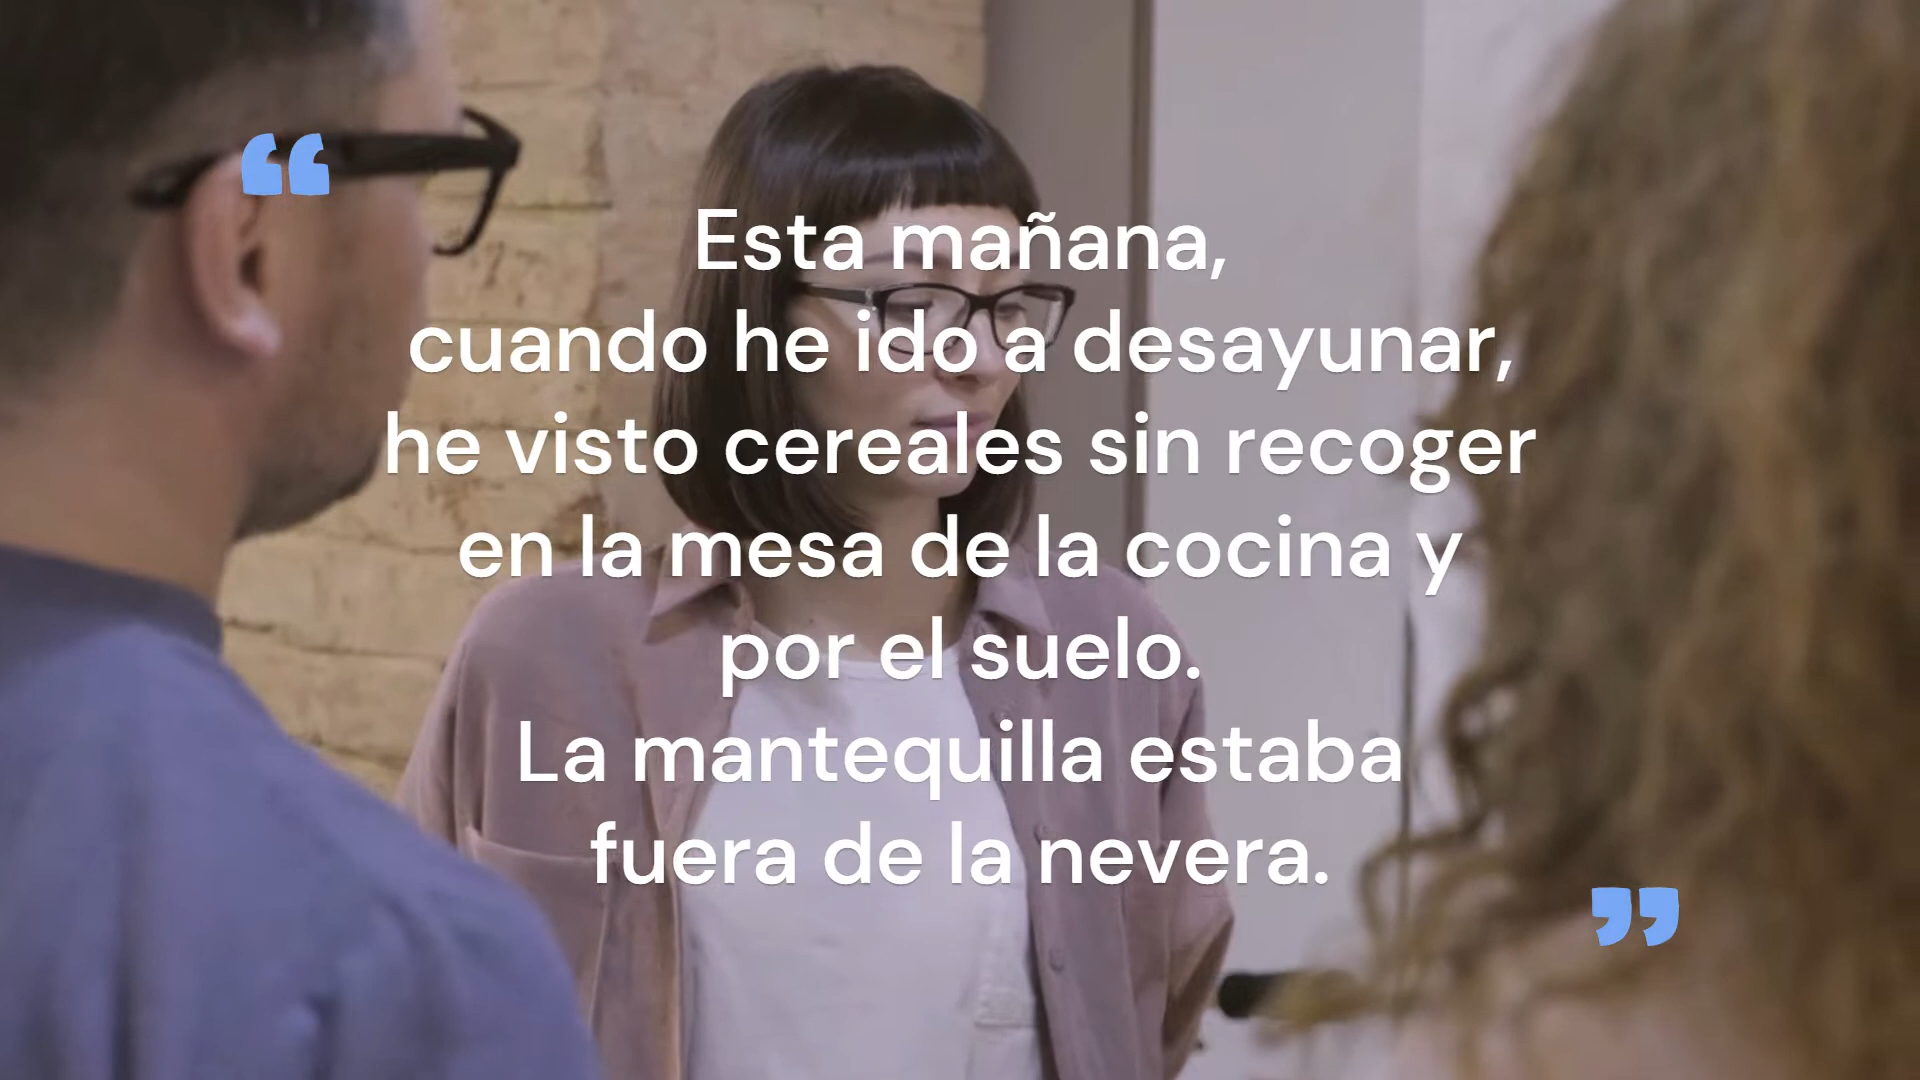 “
Esta mañana,
cuando he ido a desayunar,
he visto cereales sin recoger
en la mesa de la cocina y
por el suelo.
La mantequilla estaba
fuera de la nevera.
”